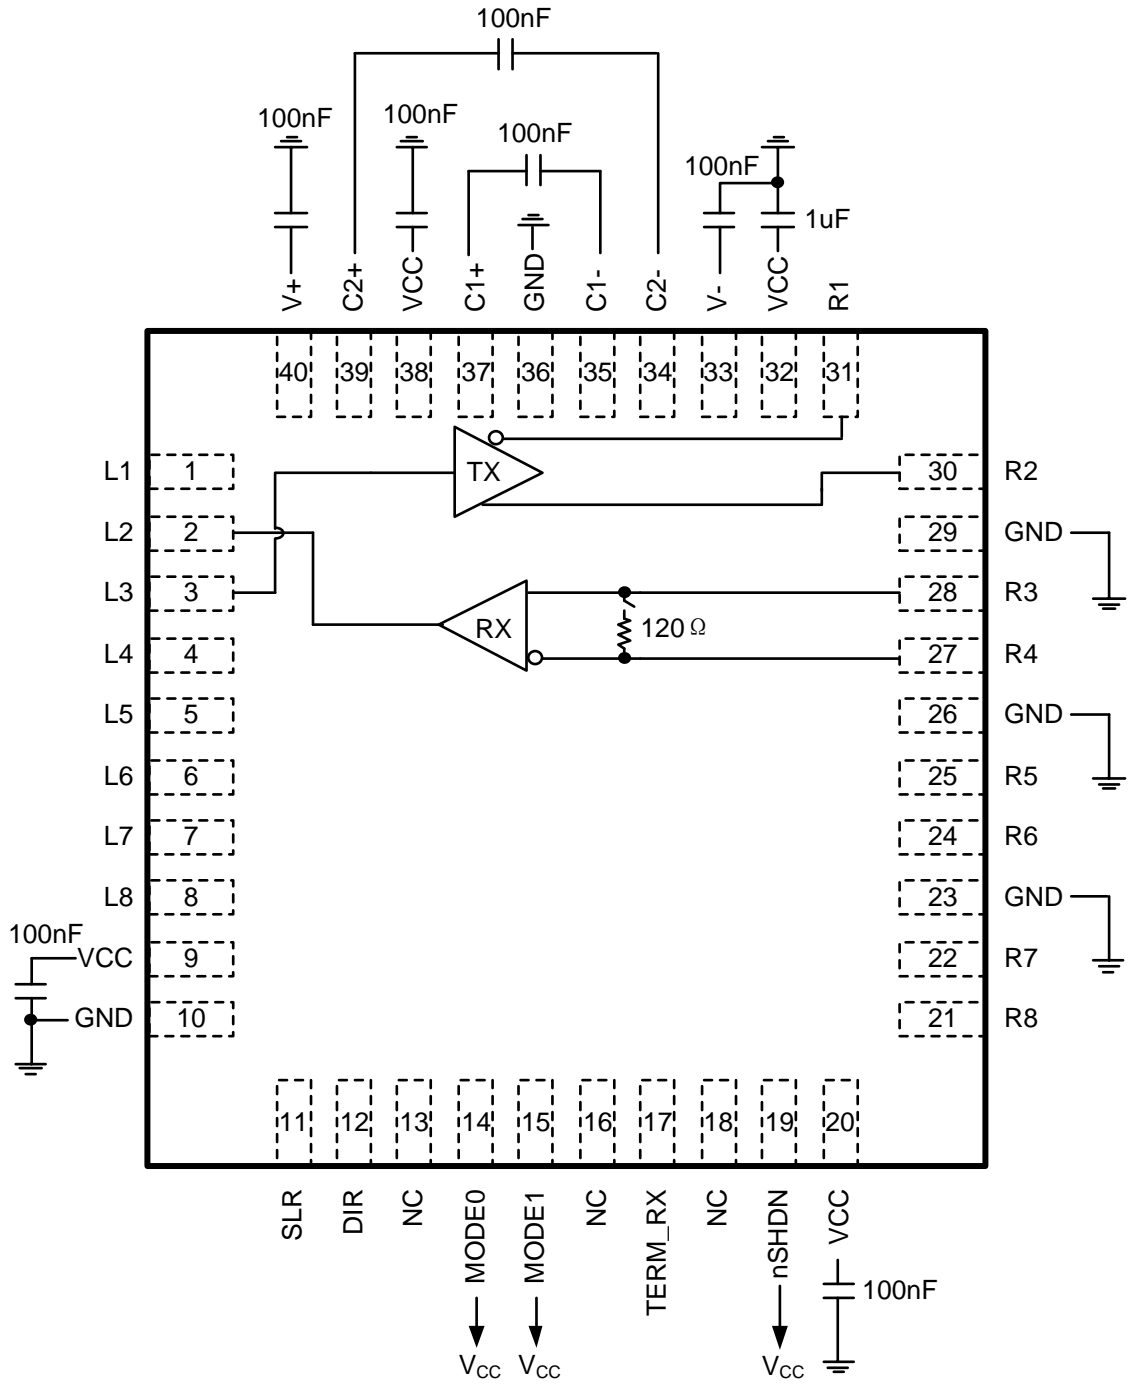 100nF
100nF
100nF
100nF
100nF
1uF
V+
C2+
VCC
C1+
GND
C1-
C2-
V-
VCC
R1
40
39
38
37
36
35
34
33
32
31
L1
1
TX
30
R2
L2
2
29
GND
L3
3
28
R3
RX
120 Ω
L4
4
27
R4
L5
5
26
GND
L6
6
25
R5
L7
7
24
R6
L8
8
23
GND
100nF
VCC
9
22
R7
GND
10
21
R8
11
12
13
14
15
16
17
18
19
20
SLR
DIR
NC
MODE0
MODE1
NC
TERM_RX
NC
nSHDN
VCC
100nF
VCC
VCC
VCC